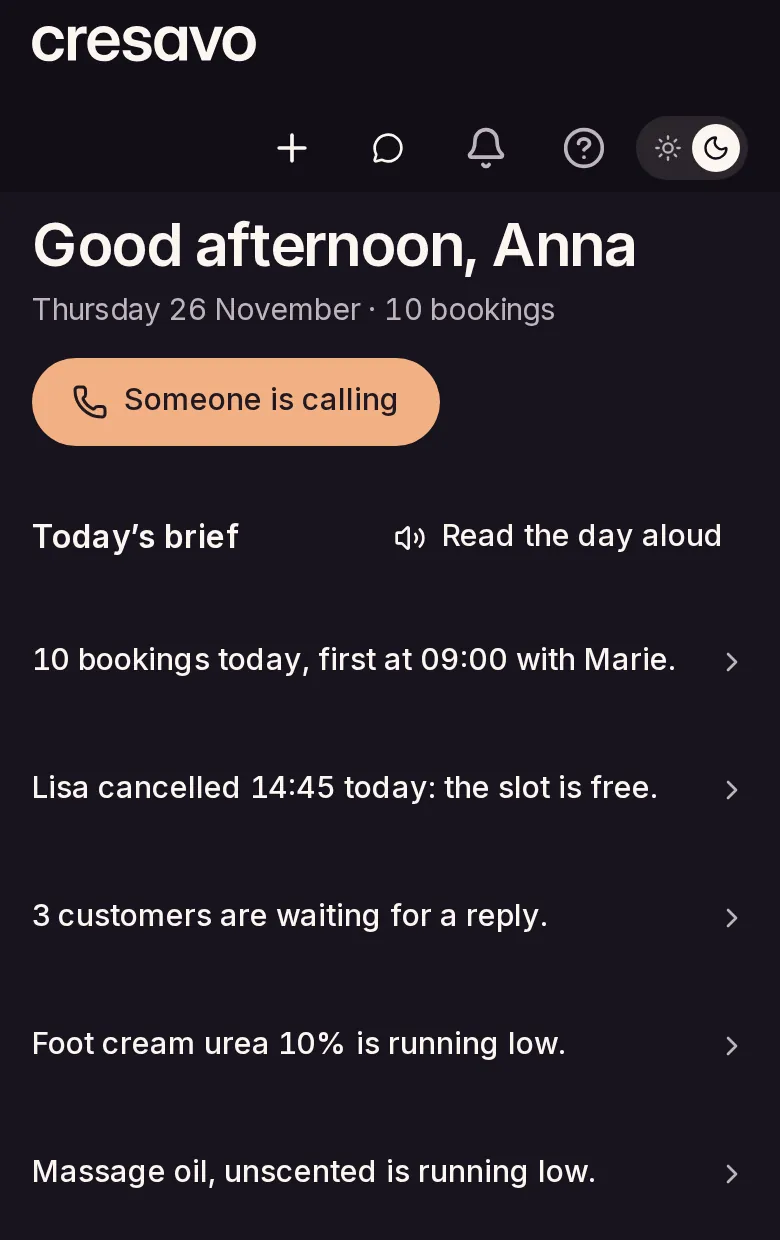 cresavo
Good afternoon, Anna
Thursday 26 November · 10 bookings
Someone is calling
Today’s brief
Read the day aloud
10 bookings today, first at 09:00 with Marie.
Lisa cancelled 14:45 today: the slot is free.
3 customers are waiting for a reply.
Foot cream urea 10% is running low.
Massage oil, unscented is running low.